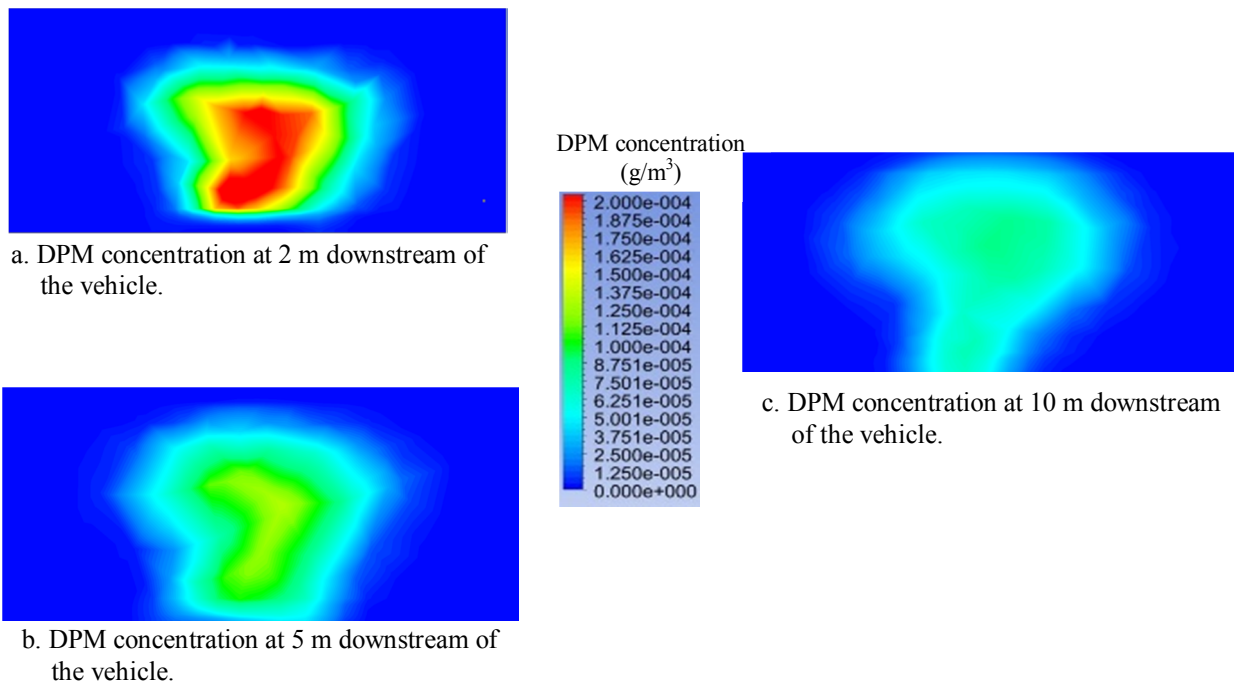 a. DPM concentration at 2 m downstream of
the vehicle.
DPM concentration
(g/m³)
2.000e-004
1.875e-004
1.750e-004
1.625e-004
1.500e-004
1.375e-004
1.250e-004
1.125e-004
1.000e-004
8.751e-005
7.501e-005
6.251e-005
5.001e-005
3.751e-005
2.500e-005
1.250e-005
0.000e+000
c. DPM concentration at 10 m downstream
of the vehicle.
b. DPM concentration at 5 m downstream of
the vehicle.